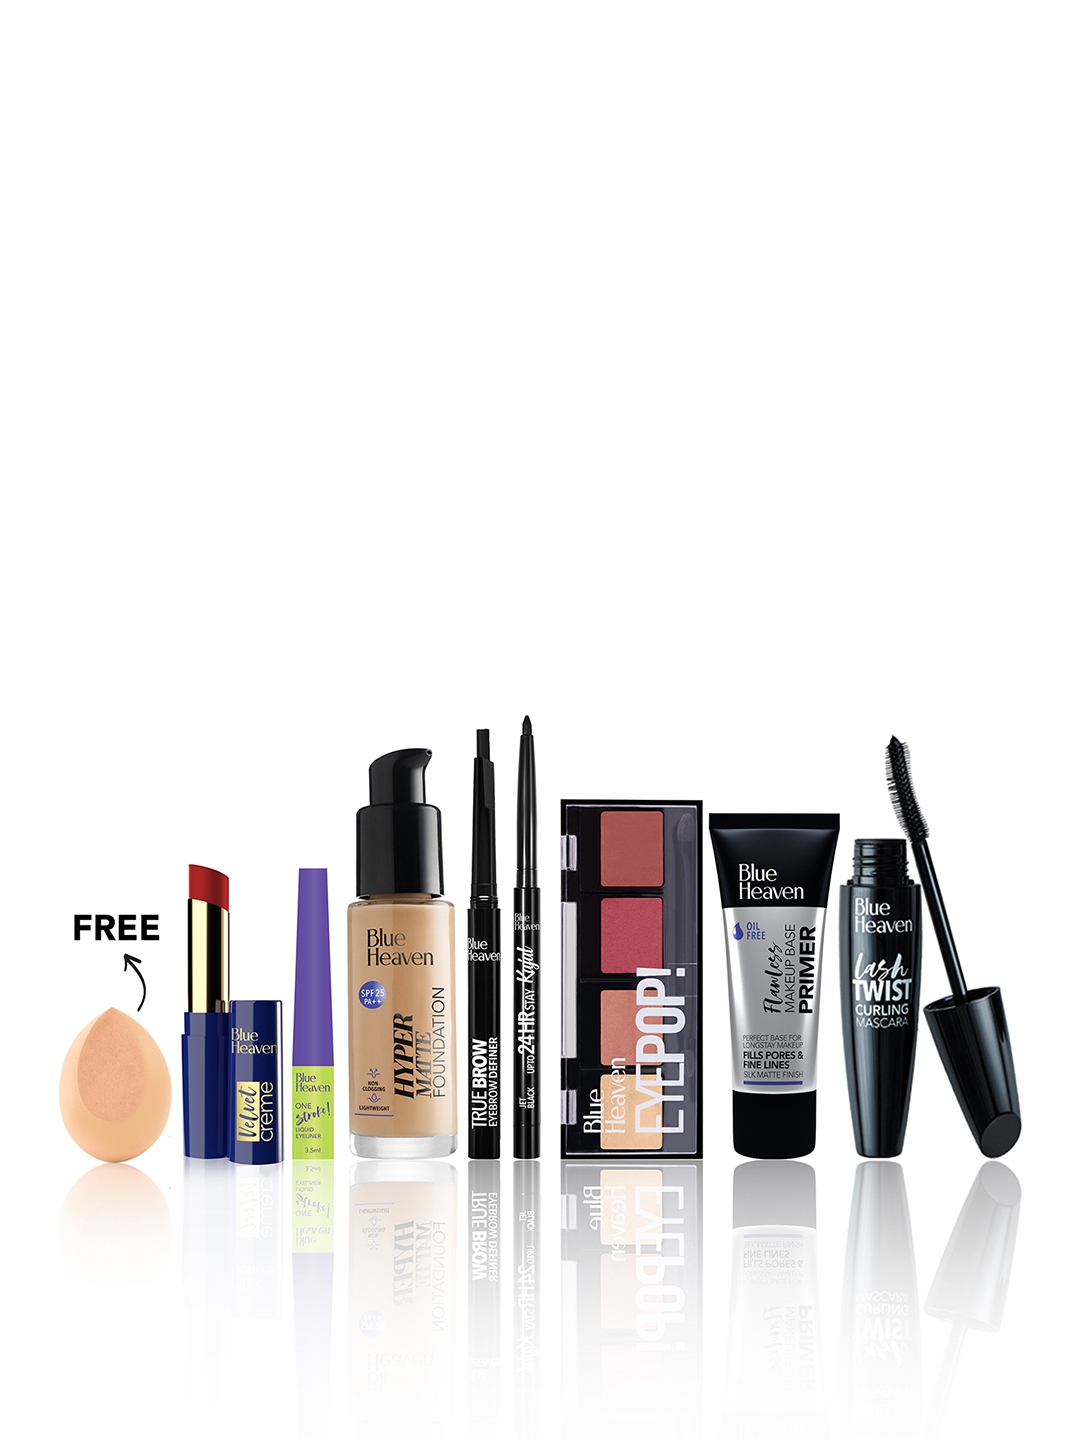 FREE
Blue
Heaven
Velvet
creme
Blue
Heaven
ONE
Stroke!
LIQUID
EYELINER
3.5ml
Blue
Heaven
SPF 25
PA++
HYPER
MATTE
FOUNDATION
NON
CLOGGING
LIGHTWEIGHT
Blue
Heaven
TRUE BROW
EYEBROW DEFINER
Blue
Heaven
JET
BLACK
UPTO 24 HR STAY Kajal
Blue
Heaven
EYEPOP!
Blue
Heaven
OIL
FREE
Flawless
MAKEUP BASE
PRIMER
PERFECT BASE FOR
LONGSTAY MAKEUP
FILLS PORES &
FINE LINES
SILK MATTE FINISH
Blue
Heaven
Lash
TWIST
CURLING
MASCARA